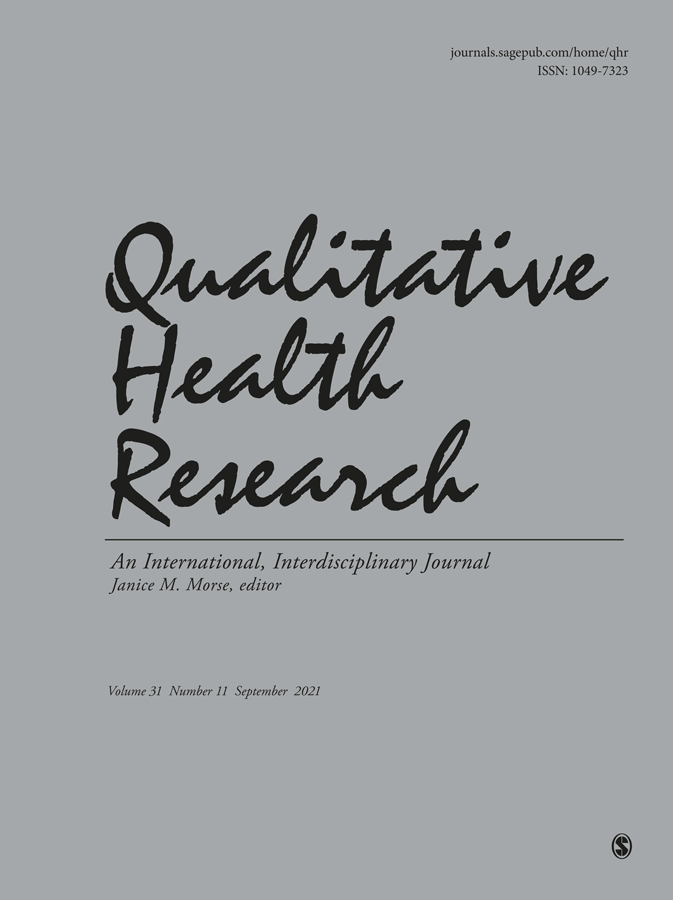 journals.sagepub.com/home/qhr
ISSN: 1049-7323
Qualitative
Health
Research
An International, Interdisciplinary Journal
Janice M. Morse, editor
Volume 31 Number 11 September 2021
S